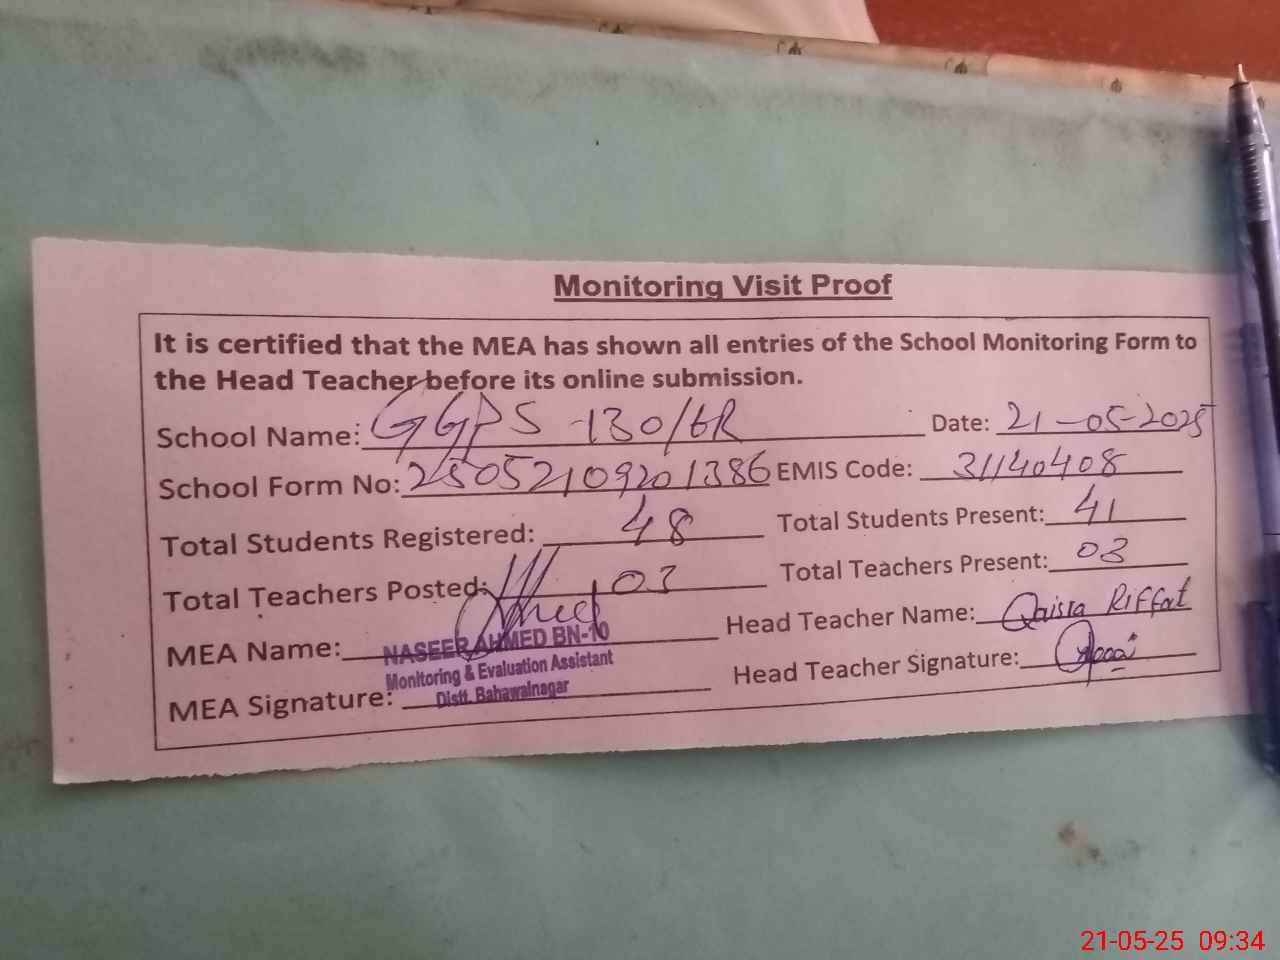 Monitoring Visit Proof
It is certified that the MEA has shown all entries of the School Monitoring Form to
the Head Teacher before its online submission.
School Name: GGPS 130/6R Date: 21-05-2025
School Form No: 25052109201386 EMIS Code: 31140408
Total Students Registered: 48 Total Students Present: 41
Total Teachers Posted: 03 Total Teachers Present: 03
MEA Name: NASEER AHMED BN-10 Head Teacher Name: Qaisra Riffat
Monitoring & Evaluation Assistant
MEA Signature: Distt. Bahawalnagar Head Teacher Signature:
21-05-25 09:34